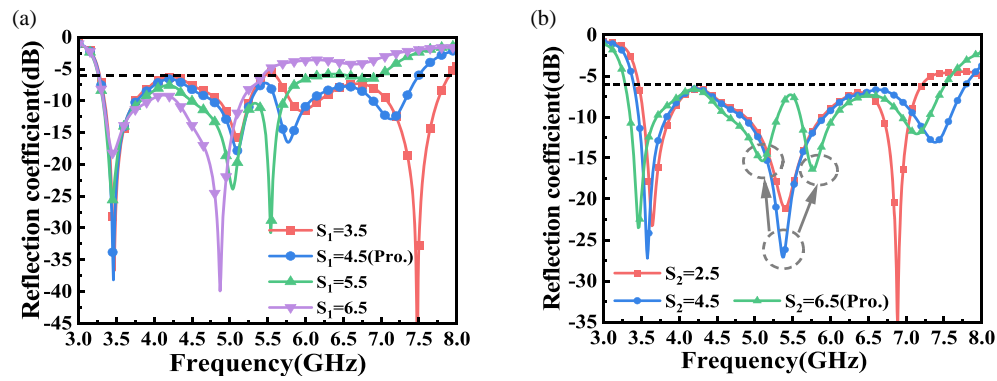 (a)
Reflection coefficient(dB)
0
-5
-10
-15
-20
-25
-30
-35
-40
-45
3.0 3.5 4.0 4.5 5.0 5.5 6.0 6.5 7.0 7.5 8.0
Frequency(GHz)
S₁=3.5
S₁=4.5(Pro.)
S₁=5.5
S₁=6.5
(b)
Reflection coefficient(dB)
0
-5
-10
-15
-20
-25
-30
-35
3.0 3.5 4.0 4.5 5.0 5.5 6.0 6.5 7.0 7.5 8.0
Frequency(GHz)
S₂=2.5
S₂=4.5 S₂=6.5(Pro.)